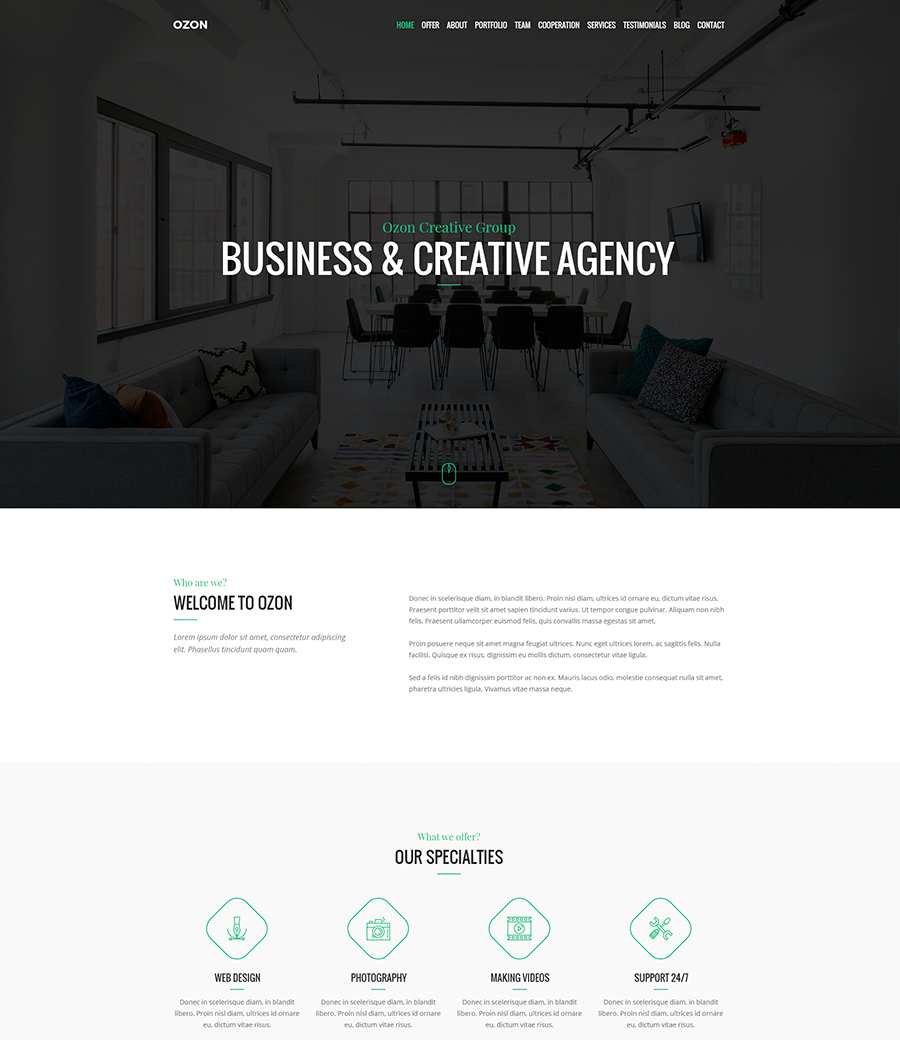 OZON
HOME OFFER ABOUT PORTFOLIO TEAM COOPERATION SERVICES TESTIMONIALS BLOG CONTACT
Ozon Creative Group
BUSINESS & CREATIVE AGENCY
Who are we?
WELCOME TO OZON
Lorem ipsum dolor sit amet, consectetur adipiscing
elit. Phasellus tincidunt quam quam.
Donec in scelerisque diam, in blandit libero. Proin nisl diam, ultrices id ornare eu, dictum vitae risus.
Praesent porttitor velit sit amet sapien tincidunt varius. Ut tempor congue pulvinar. Aliquam non nibh
felis. Praesent ullamcorper euismod felis, quis convallis massa egestas sit amet.
Proin posuere neque sit amet magna feugiat ultrices. Nunc eget ultrices lorem, ac sagittis felis. Nulla
facilisi. Quisque ex risus, dignissim eu mollis dictum, consectetur vitae ligula.
Sed a felis id nibh dignissim porttitor ac non ex. Mauris lacus odio, molestie consequat nulla sit amet,
pharetra ultricies ligula. Vivamus vitae massa neque.
What we offer?
OUR SPECIALTIES
WEB DESIGN
Donec in scelerisque diam, in blandit
libero. Proin nisl diam, ultrices id ornare
eu, dictum vitae risus.
PHOTOGRAPHY
Donec in scelerisque diam, in blandit
libero. Proin nisl diam, ultrices id ornare
eu, dictum vitae risus.
MAKING VIDEOS
Donec in scelerisque diam, in blandit
libero. Proin nisl diam, ultrices id ornare
eu, dictum vitae risus.
SUPPORT 24/7
Donec in scelerisque diam, in blandit
libero. Proin nisl diam, ultrices id ornare
eu, dictum vitae risus.